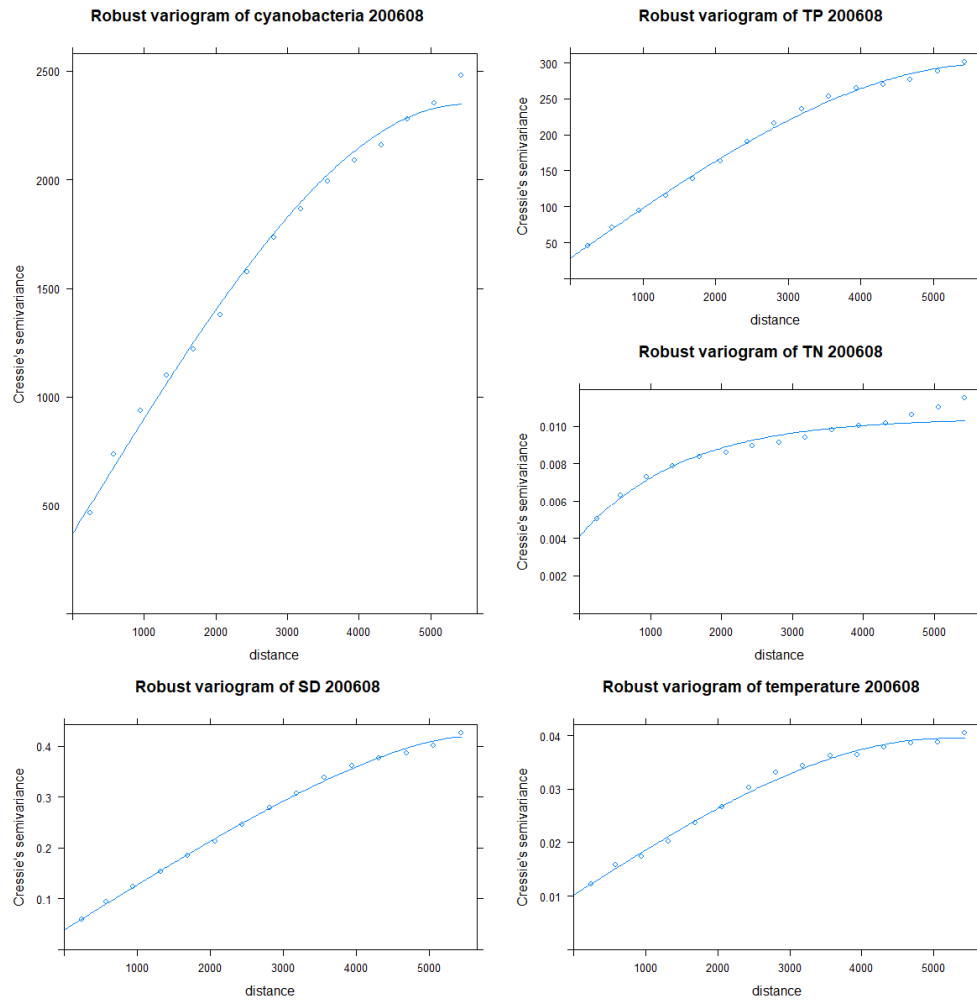 Robust variogram of cyanobacteria 200608
Cressie's semivariance
2500
2000
1500
1000
500
1000 2000 3000 4000 5000
distance
Robust variogram of TP 200608
Cressie's semivariance
300
250
200
150
100
50
1000 2000 3000 4000 5000
distance
Robust variogram of TN 200608
Cressie's semivariance
0.010
0.008
0.006
0.004
0.002
1000 2000 3000 4000 5000
distance
Robust variogram of SD 200608
Cressie's semivariance
0.4
0.3
0.2
0.1
1000 2000 3000 4000 5000
distance
Robust variogram of temperature 200608
Cressie's semivariance
0.04
0.03
0.02
0.01
1000 2000 3000 4000 5000
distance